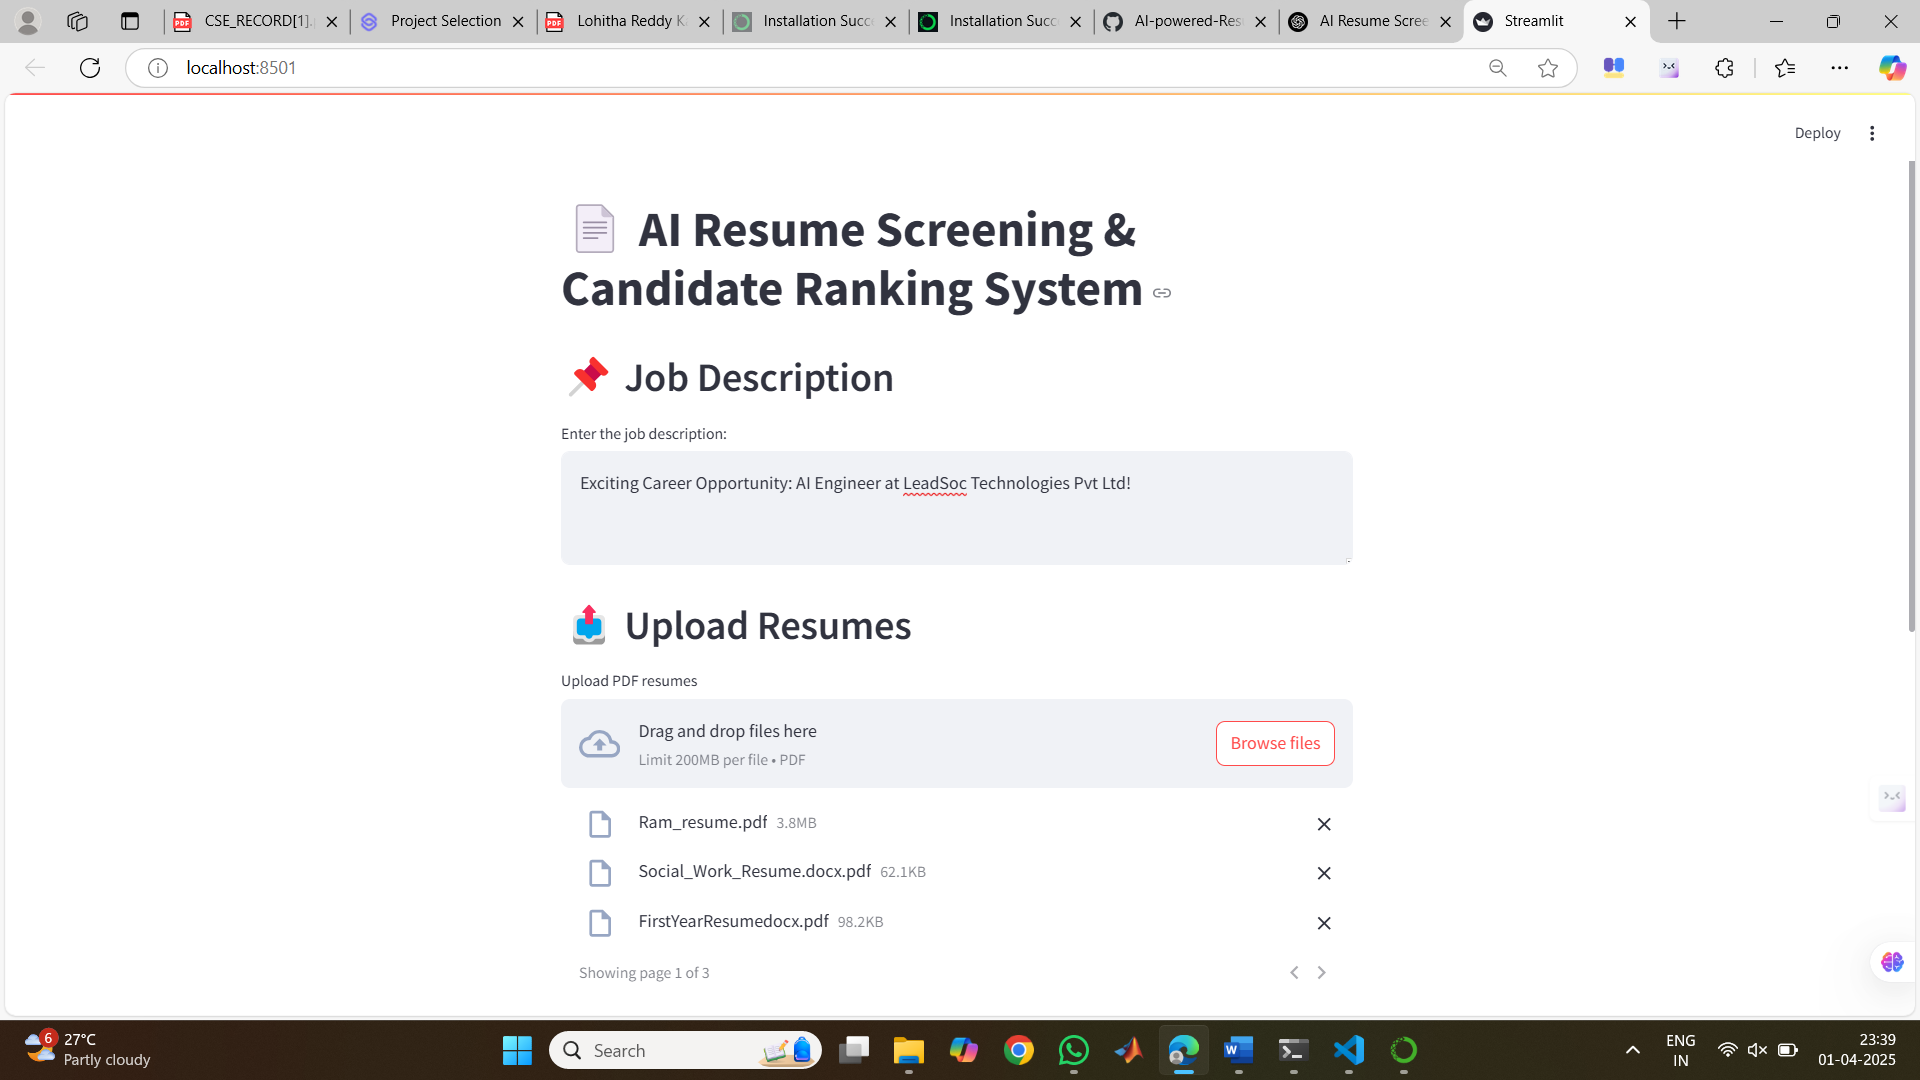 CSE_RECORD[1].
Project Selection
Lohitha Reddy Ka
Installation Succ
Installation Succ
AI-powered-Res
AI Resume Scree
Streamlit
localhost:8501
Deploy
AI Resume Screening &
Candidate Ranking System
Job Description
Enter the job description:
Exciting Career Opportunity: AI Engineer at LeadSoc Technologies Pvt Ltd!
Upload Resumes
Upload PDF resumes
Drag and drop files here
Limit 200MB per file • PDF
Browse files
Ram_resume.pdf 3.8MB
Social_Work_Resume.docx.pdf 62.1KB
FirstYearResumedocx.pdf 98.2KB
Showing page 1 of 3
6
27°C
Partly cloudy
Search
ENG
IN
23:39
01-04-2025